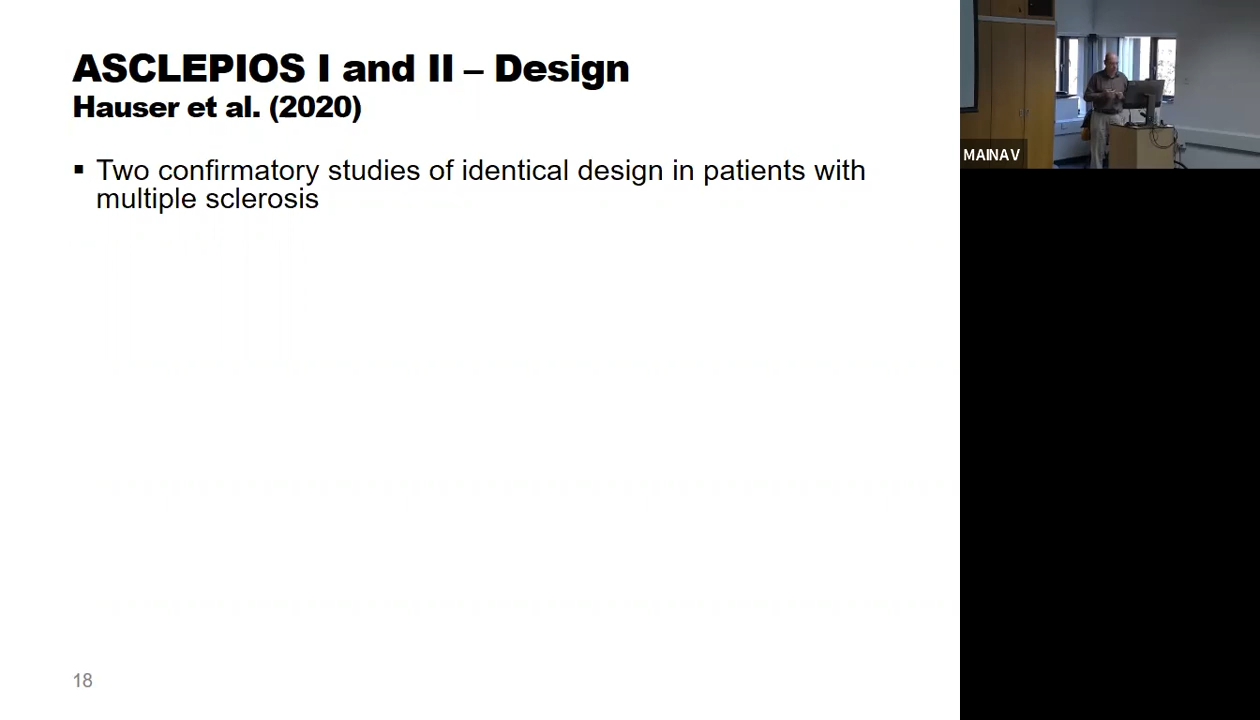 ASCLEPIOS I and II – Design
Hauser et al. (2020)
▪ Two confirmatory studies of identical design in patients with
multiple sclerosis
MAINA V
18